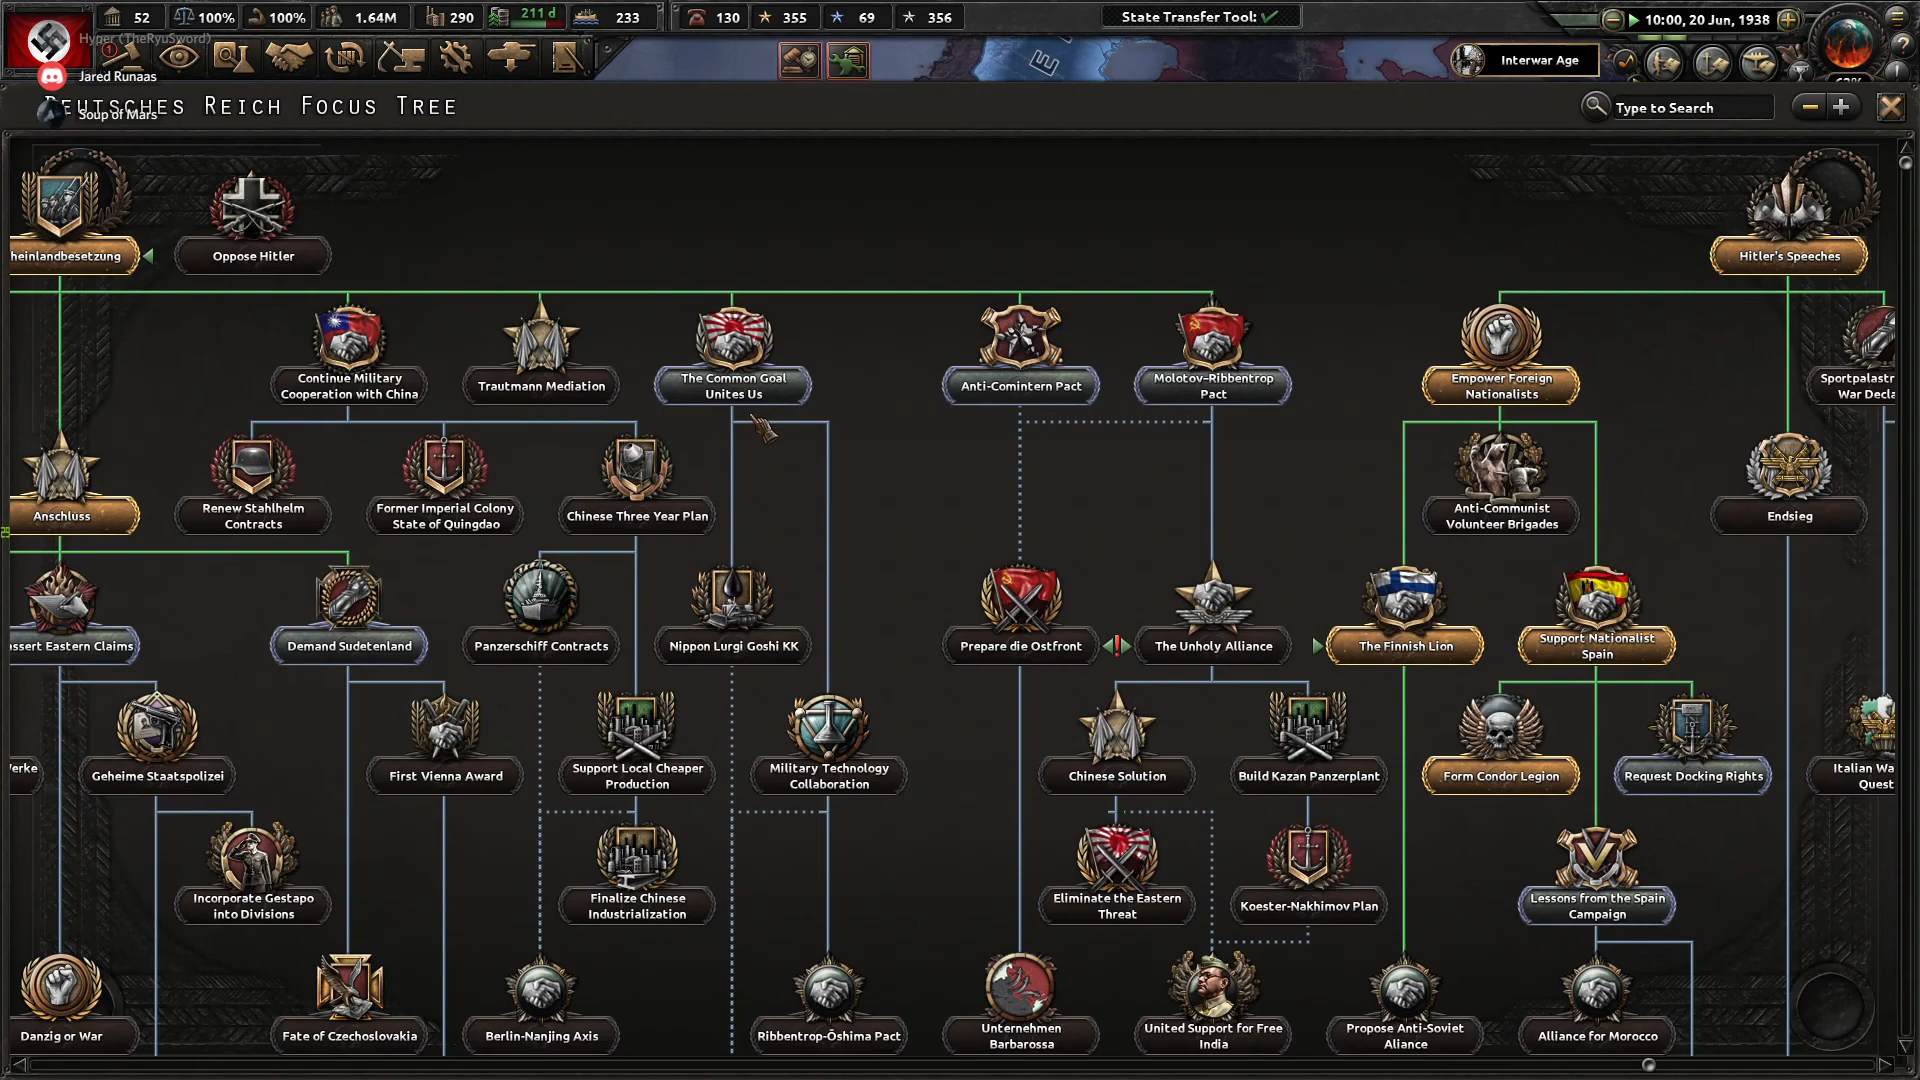 52
100%
100%
1.64M
290
211 d
233
130
355
69
356
State Transfer Tool:
10:00, 20 Jun, 1938
Hyper (TheRyuSword)
1
Interwar Age
Jared Runaas
Deutsches Reich Focus Tree
Soup of Mars
Type to Search
heinlandbesetzung
Oppose Hitler
Hitler's Speeches
Continue Military
Cooperation with China
Trautmann Mediation
The Common Goal
Unites Us
Anti-Comintern Pact
Molotov-Ribbentrop
Pact
Empower Foreign
Nationalists
Sportpalastr
War Decla
Anschluss
Renew Stahlhelm
Contracts
Former Imperial Colony
State of Quingdao
Chinese Three Year Plan
Anti-Communist
Volunteer Brigades
Endsieg
ssert Eastern Claims
Demand Sudetenland
Panzerschiff Contracts
Nippon Lurgi Goshi KK
Prepare die Ostfront
The Unholy Alliance
The Finnish Lion
Support Nationalist
Spain
erke
Geheime Staatspolizei
First Vienna Award
Support Local Cheaper
Production
Military Technology
Collaboration
Chinese Solution
Build Kazan Panzerplant
Form Condor Legion
Request Docking Rights
Italian Wa
Quest
Incorporate Gestapo
into Divisions
Finalize Chinese
Industrialization
Eliminate the Eastern
Threat
Koester-Nakhimov Plan
Lessons from the Spain
Campaign
Danzig or War
Fate of Czechoslovakia
Berlin-Nanjing Axis
Ribbentrop-Ōshima Pact
Unternehmen
Barbarossa
United Support for Free
India
Propose Anti-Soviet
Aliance
Alliance for Morocco